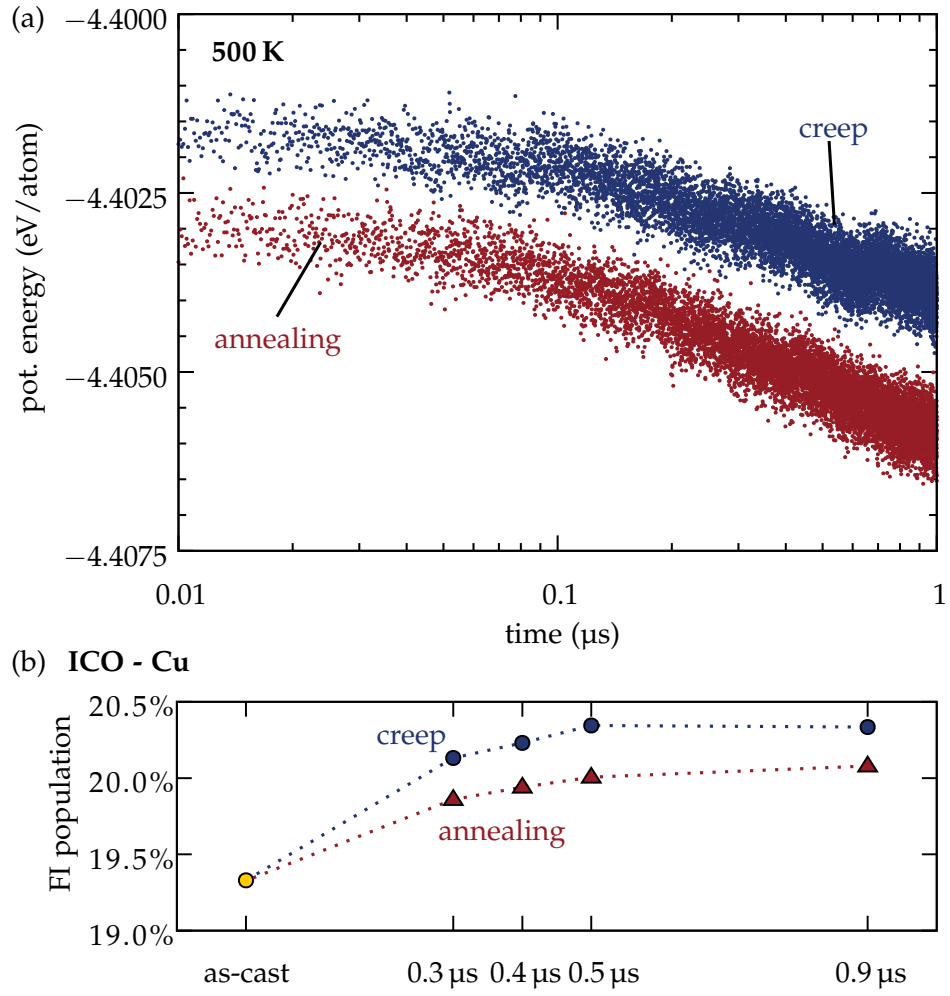 (a)
−4.4000
500 K
creep
−4.4025
annealing
−4.4050
−4.4075
pot. energy (eV/atom)
0.01 0.1 1
time (µs)
(b) ICO - Cu
20.5%
creep
20.0%
annealing
19.5%
19.0%
FI population
as-cast 0.3 µs 0.4 µs 0.5 µs 0.9 µs